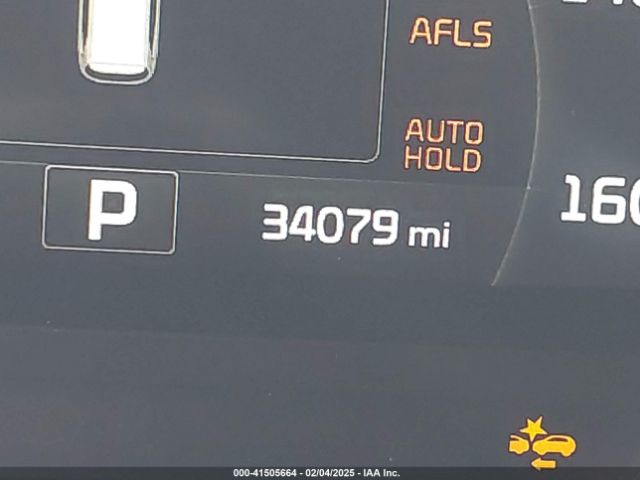 AFLS
AUTO
HOLD
P
34079 mi
160
000-41505664 - 02/04/2025 - IAA Inc.